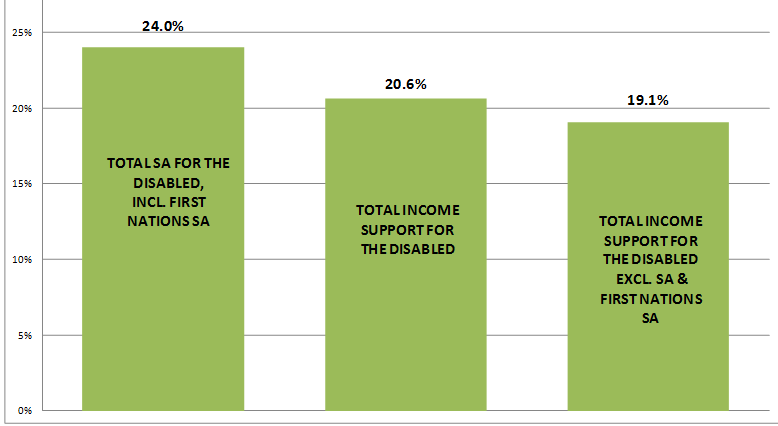 24.0%
25%
20.6%
19.1%
20%
TOTAL SA FOR THE
DISABLED,
INCL. FIRST
NATIONS SA
15%
TOTAL INCOME
SUPPORT FOR
THE DISABLED
TOTAL INCOME
SUPPORT FOR
THE DISABLED
EXCL. SA &
FIRST NATIONS
SA
10%
5%
0%